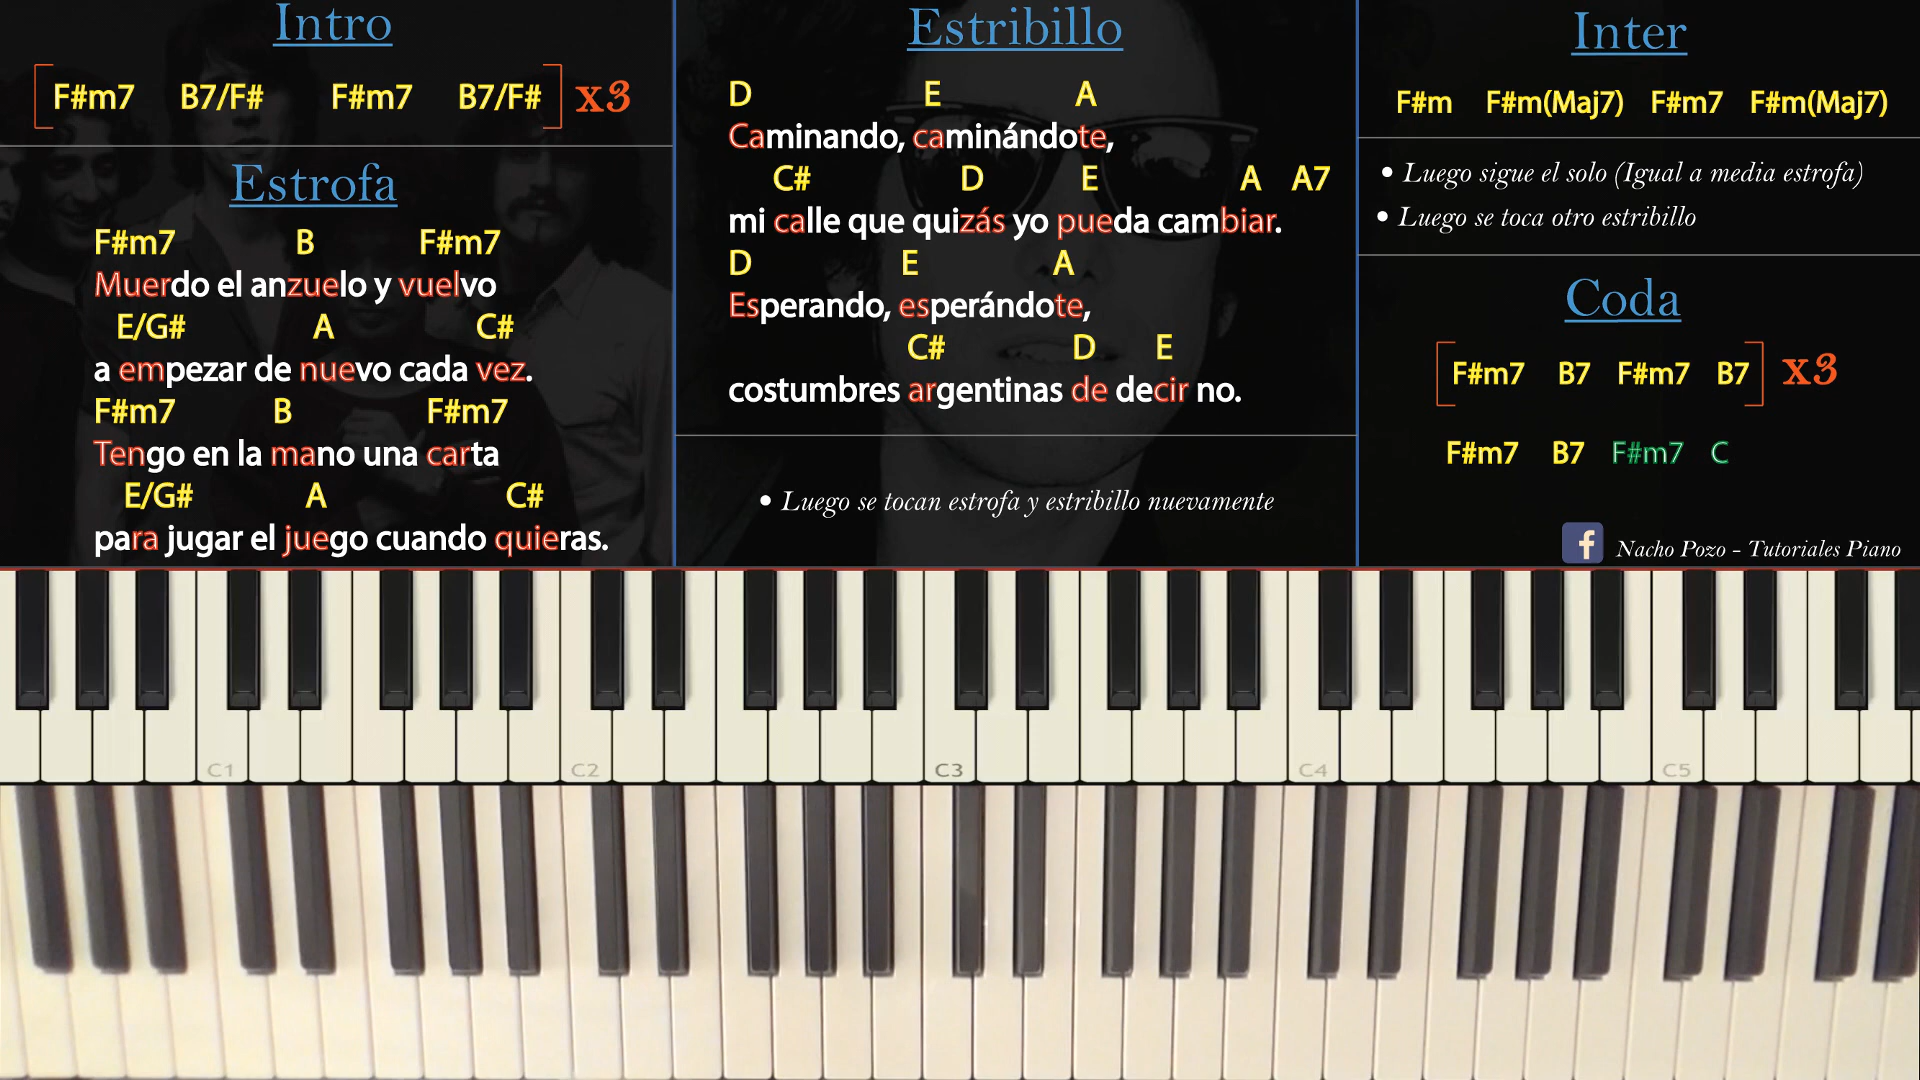 Intro
F#m7 B7/F# F#m7 B7/F# x3
Estrofa
F#m7 B F#m7
Muerdo el anzuelo y vuelvo
E/G# A C#
a empezar de nuevo cada vez.
F#m7 B F#m7
Tengo en la mano una carta
E/G# A C#
para jugar el juego cuando quieras.
Estribillo
D E A
Caminando, caminándote,
C# D E A A7
mi calle que quizás yo pueda cambiar.
D E A
Esperando, esperándote,
C# D E
costumbres argentinas de decir no.
• Luego se tocan estrofa y estribillo nuevamente
Inter
F#m F#m(Maj7) F#m7 F#m(Maj7)
• Luego sigue el solo (Igual a media estrofa)
• Luego se toca otro estribillo
Coda
F#m7 B7 F#m7 B7 x3
F#m7 B7 F#m7 C
f Nacho Pozo - Tutoriales Piano
C1 C2 C3 C4 C5